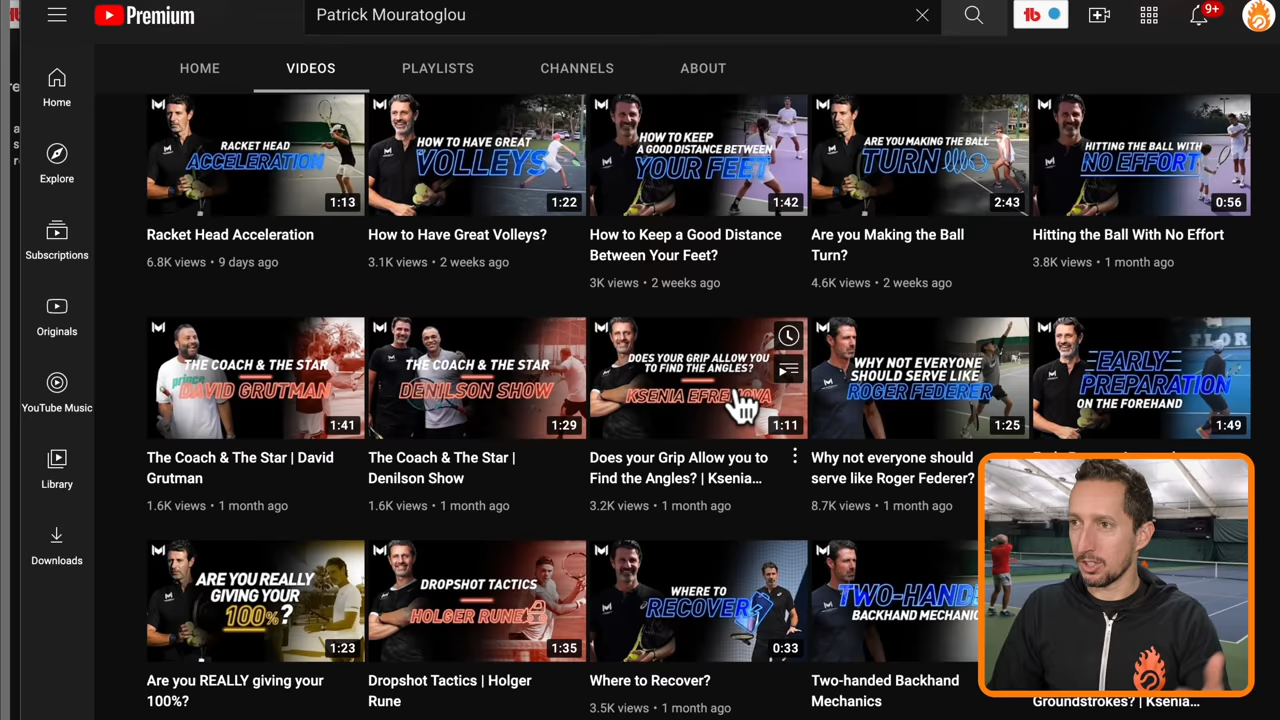 Premium
Patrick Mouratoglou
9+
HOME
VIDEOS
PLAYLISTS
CHANNELS
ABOUT
Home
Explore
Subscriptions
Originals
YouTube Music
Library
Downloads
RACKET HEAD
ACCELERATION
1:13
HOW TO HAVE GREAT
VOLLEYS
1:22
HOW TO KEEP
A GOOD DISTANCE
BETWEEN
YOUR FEET
1:42
ARE YOU MAKING THE BALL
TURN
2:43
HITTING THE BALL WITH
NO EFFORT
0:56
Racket Head Acceleration
6.8K views • 9 days ago
How to Have Great Volleys?
3.1K views • 2 weeks ago
How to Keep a Good Distance
Between Your Feet?
3K views • 2 weeks ago
Are you Making the Ball
Turn?
4.6K views • 2 weeks ago
Hitting the Ball With No Effort
3.8K views • 1 month ago
THE COACH & THE STAR
DAVID GRUTMAN
prince
1:41
THE COACH & THE STAR
DENILSON SHOW
1:29
DOES YOUR GRIP ALLOW YOU
TO FIND THE ANGLES?
KSENIA
1:11
WHY NOT EVERYONE
SHOULD SERVE LIKE
ROGER FEDERER
1:25
EARLY
PREPARATION
ON THE FOREHAND
1:49
The Coach & The Star | David
Grutman
1.6K views • 1 month ago
The Coach & The Star |
Denilson Show
1.6K views • 1 month ago
Does your Grip Allow you to
Find the Angles? | Ksenia...
3.2K views • 1 month ago
Why not everyone should
serve like Roger Federer?
8.7K views • 1 month ago
ARE YOU REALLY
GIVING YOUR
100%?
1:23
DROPSHOT TACTICS
HOLGER RUNE
1:35
WHERE TO
RECOVER
0:33
TWO-HANDE
BACKHAND MECHANIC
Are you REALLY giving your
100%?
Dropshot Tactics | Holger
Rune
Where to Recover?
3.5K views • 1 month ago
Two-handed Backhand
Mechanics
Groundstrokes? | Ksenia...